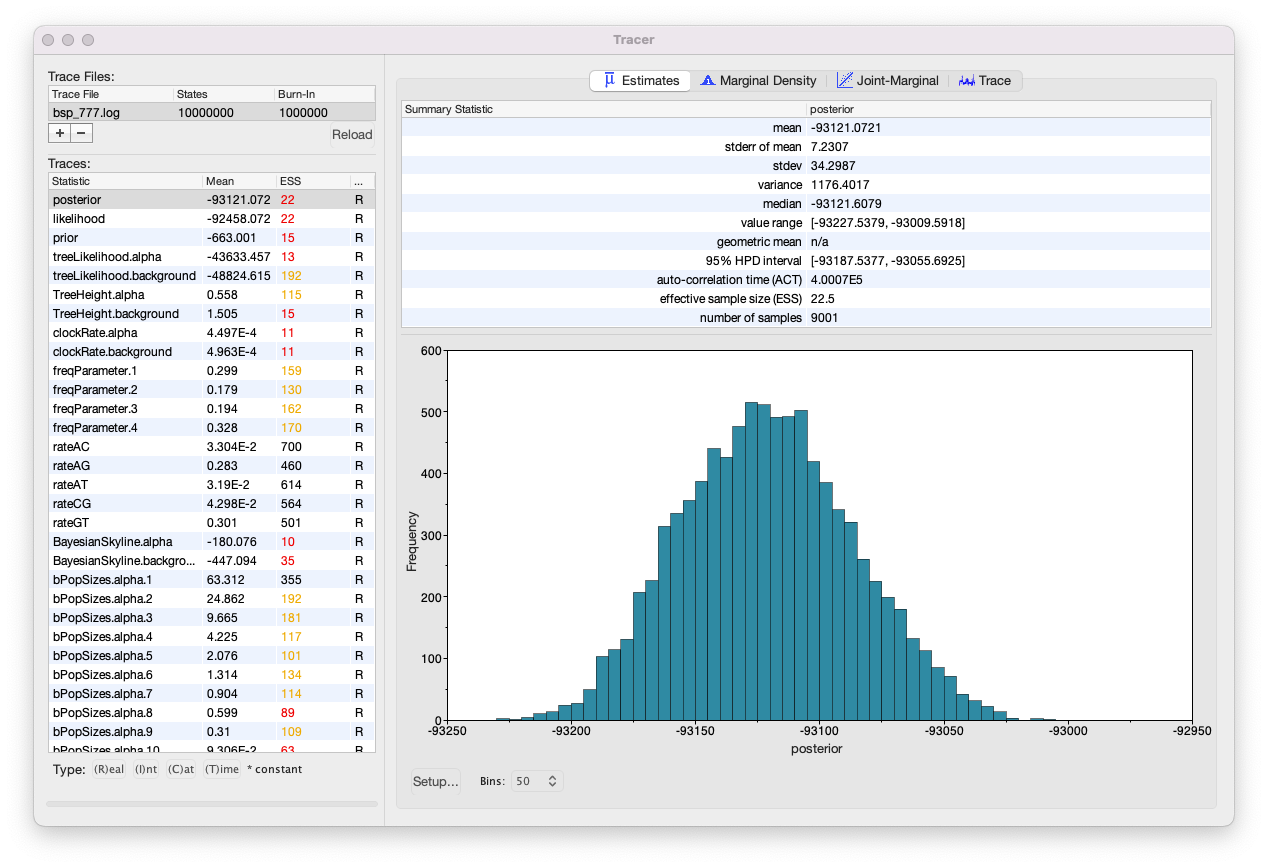 Tracer
Trace Files:
Trace File States Burn-In
bsp_777.log 10000000 1000000
+ − Reload
Traces:
Statistic Mean ESS ...
posterior -93121.072 22 R
likelihood -92458.072 22 R
prior -663.001 15 R
treeLikelihood.alpha -43633.457 13 R
treeLikelihood.background -48824.615 192 R
TreeHeight.alpha 0.558 115 R
TreeHeight.background 1.505 15 R
clockRate.alpha 4.497E-4 11 R
clockRate.background 4.963E-4 11 R
freqParameter.1 0.299 159 R
freqParameter.2 0.179 130 R
freqParameter.3 0.194 162 R
freqParameter.4 0.328 170 R
rateAC 3.304E-2 700 R
rateAG 0.283 460 R
rateAT 3.19E-2 614 R
rateCG 4.298E-2 564 R
rateGT 0.301 501 R
BayesianSkyline.alpha -180.076 10 R
BayesianSkyline.backgro... -447.094 35 R
bPopSizes.alpha.1 63.312 355 R
bPopSizes.alpha.2 24.862 192 R
bPopSizes.alpha.3 9.665 181 R
bPopSizes.alpha.4 4.225 117 R
bPopSizes.alpha.5 2.076 101 R
bPopSizes.alpha.6 1.314 134 R
bPopSizes.alpha.7 0.904 114 R
bPopSizes.alpha.8 0.599 89 R
bPopSizes.alpha.9 0.31 109 R
bPopSizes.alpha.10 9.306E-2 63 R
Type: (R)eal (I)nt (C)at (T)ime * constant
Estimates Marginal Density Joint-Marginal Trace
Summary Statistic posterior
mean -93121.0721
stderr of mean 7.2307
stdev 34.2987
variance 1176.4017
median -93121.6079
value range [-93227.5379, -93009.5918]
geometric mean n/a
95% HPD interval [-93187.5377, -93055.6925]
auto-correlation time (ACT) 4.0007E5
effective sample size (ESS) 22.5
number of samples 9001
600
500
400
300
200
100
0
Frequency
-93250 -93200 -93150 -93100 -93050 -93000 -92950
posterior
Setup... Bins: 50